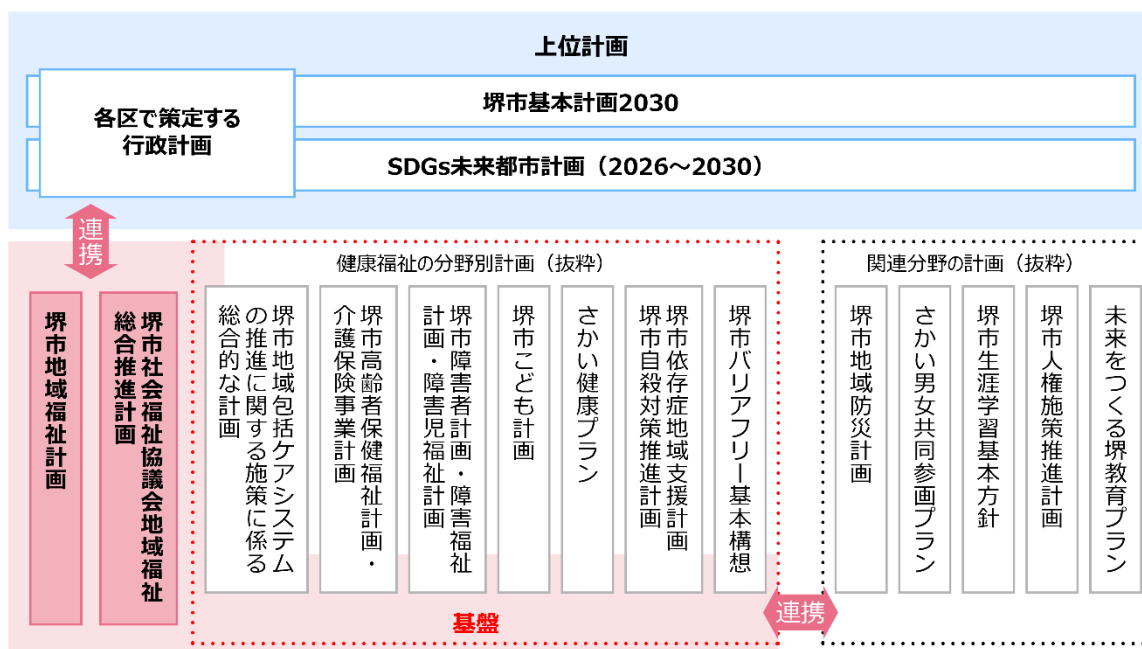 上位計画
堺市基本計画2030
各区で策定する
行政計画
SDGs未来都市計画（2026～2030）
連携
堺市地域福祉計画
堺市社会福祉協議会地域福祉
総合推進計画
健康福祉の分野別計画（抜粋）
堺市地域包括ケアシステム
の推進に関する施策に係る
総合的な計画
堺市高齢者保健福祉計画・
介護保険事業計画
堺市障害者計画・障害福祉
計画・障害児福祉計画
堺市こども計画
さかい健康プラン
堺市依存症地域支援計画
堺市自殺対策推進計画
堺市バリアフリー基本構想
基盤
連携
関連分野の計画（抜粋）
堺市地域防災計画
さかい男女共同参画プラン
堺市生涯学習基本方針
堺市人権施策推進計画
未来をつくる堺教育プラン